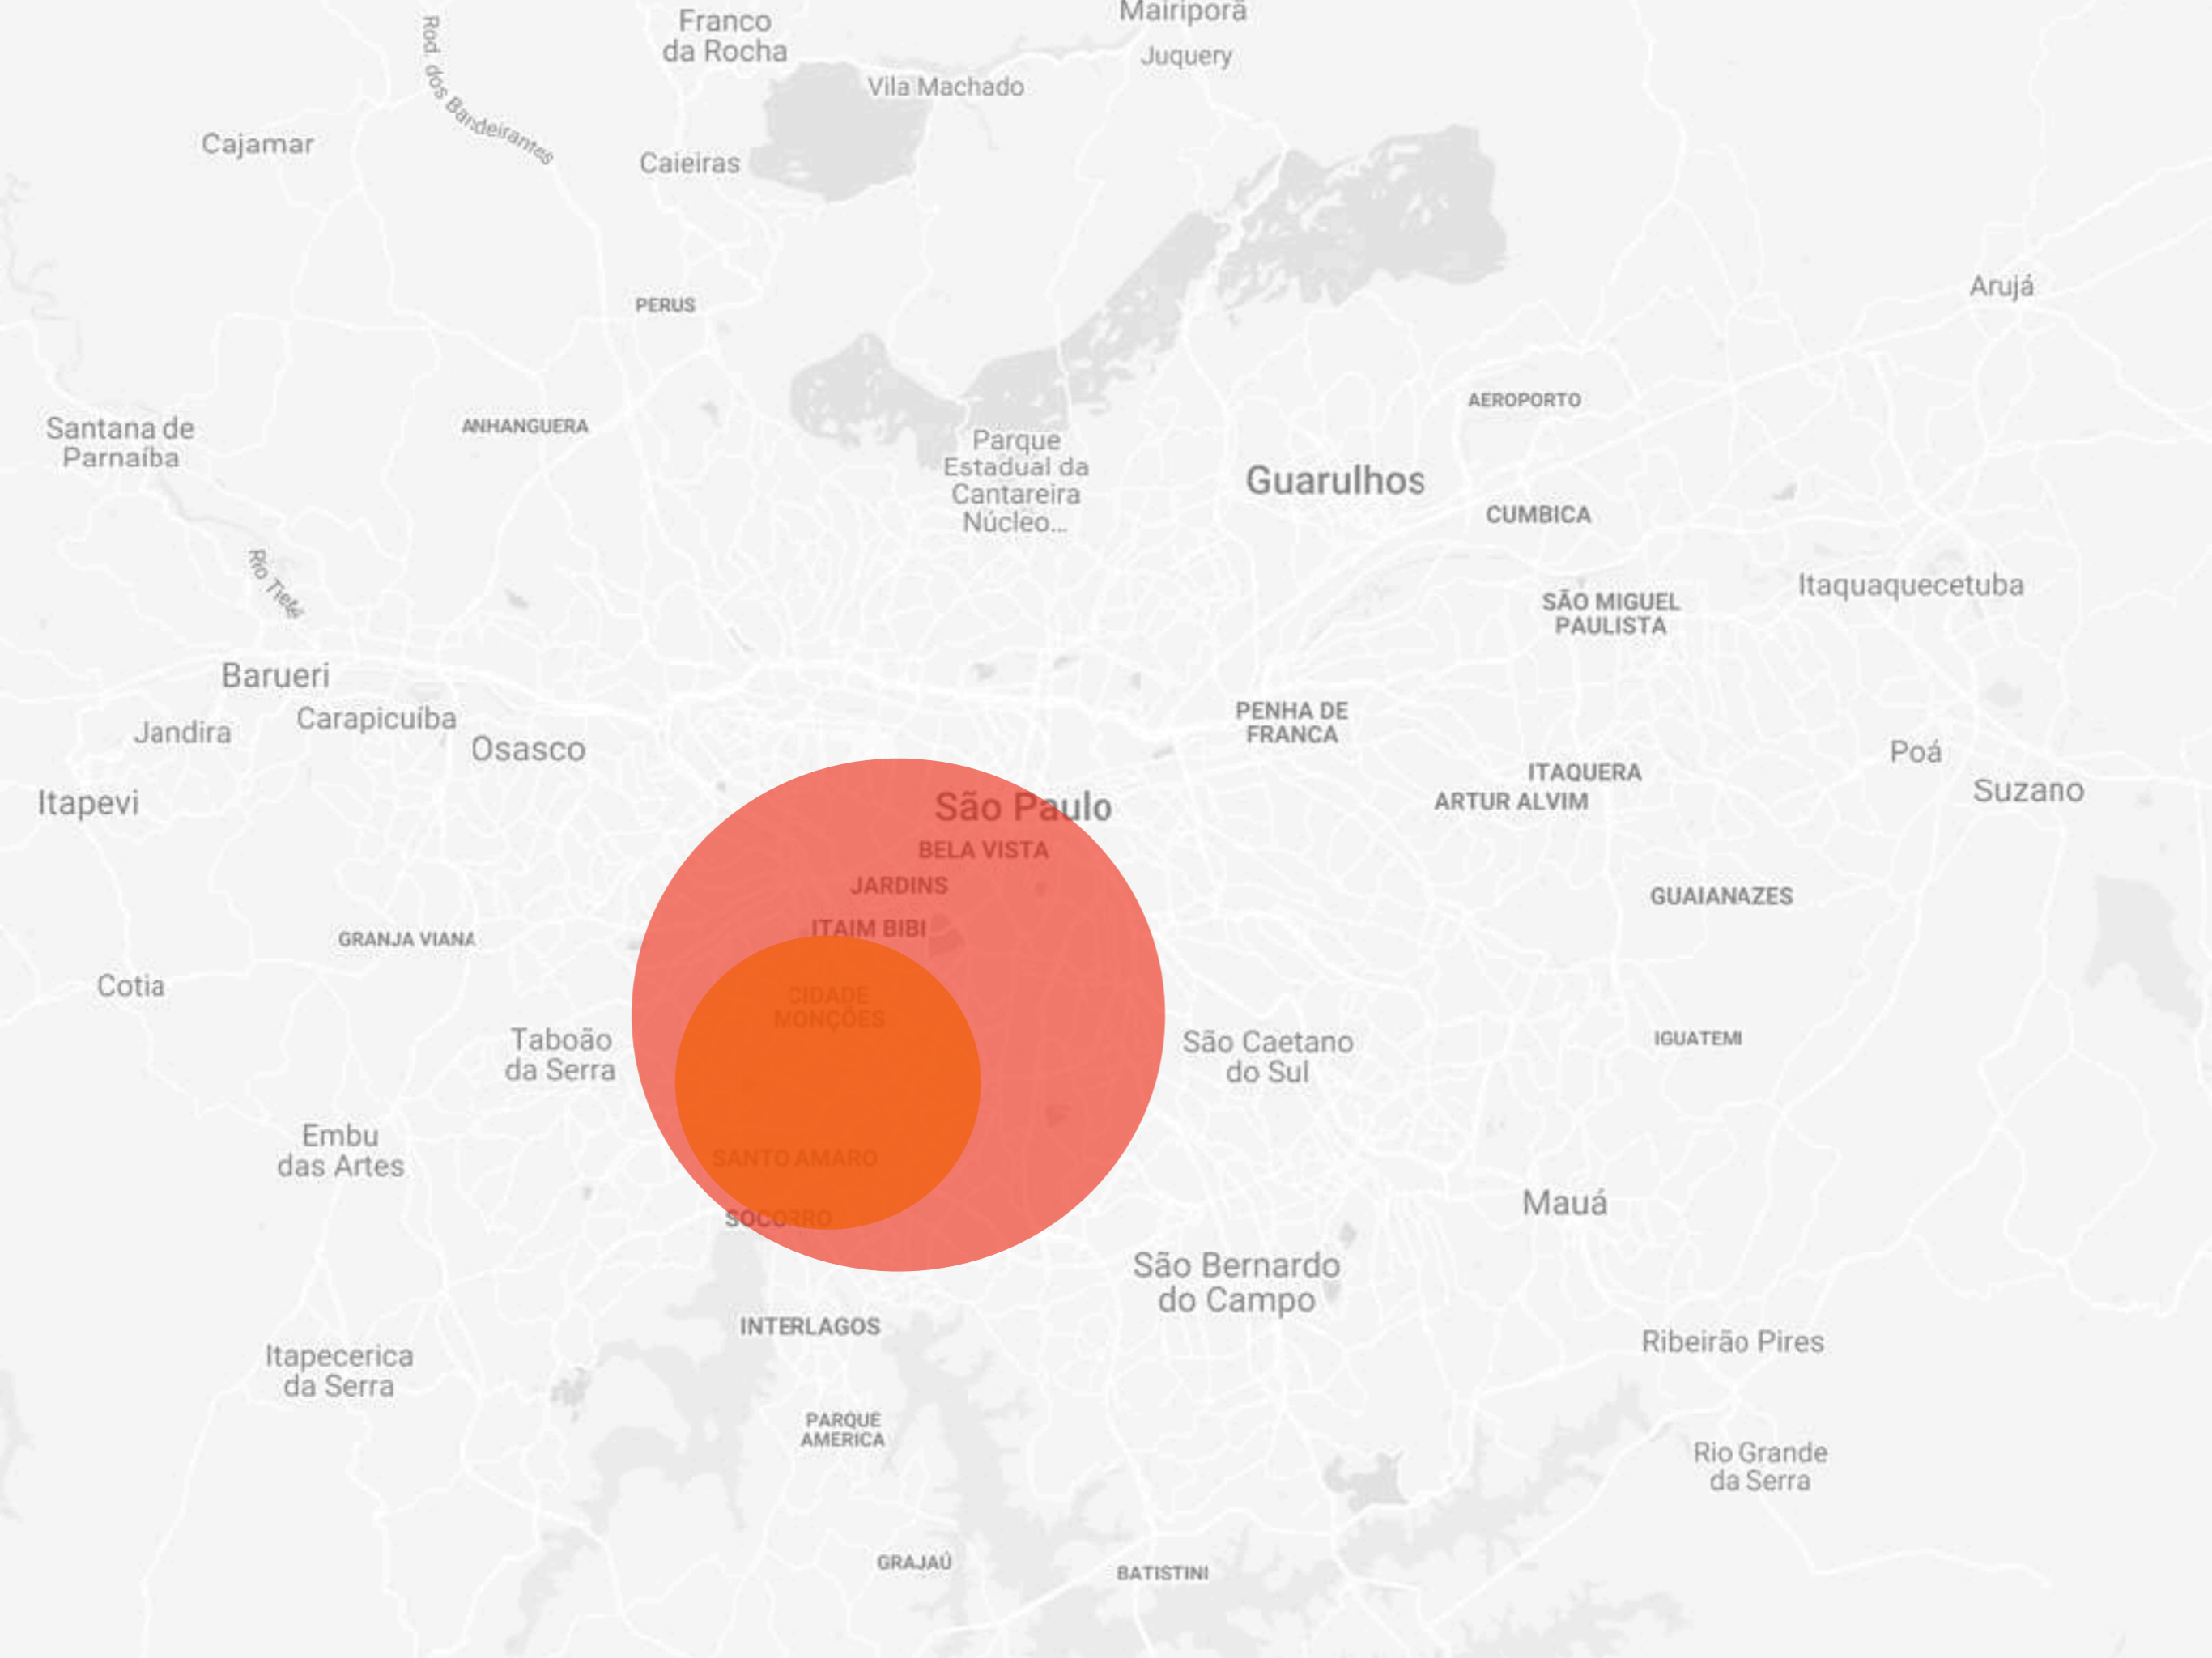 Mairiporã
Franco
da Rocha
Juquery
Rod. dos Bandeirantes
Vila Machado
Cajamar
Caieiras
Arujá
PERUS
AEROPORTO
Santana de
Parnaíba
ANHANGUERA
Parque
Estadual da
Cantareira
Núcleo...
Guarulhos
CUMBICA
Rio Tietê
Itaquaquecetuba
SÃO MIGUEL
PAULISTA
Barueri
Carapicuíba
Jandira
Osasco
PENHA DE
FRANCA
Poá
ITAQUERA
Suzano
Itapevi
São Paulo
ARTUR ALVIM
BELA VISTA
JARDINS
GUAIANAZES
ITAIM BIBI
GRANJA VIANA
Cotia
CIDADE
MONÇÕES
Taboão
da Serra
São Caetano
do Sul
IGUATEMI
Embu
das Artes
SANTO AMARO
Mauá
SOCORRO
São Bernardo
do Campo
INTERLAGOS
Ribeirão Pires
Itapecerica
da Serra
PARQUE
AMERICA
Rio Grande
da Serra
GRAJAÚ
BATISTINI